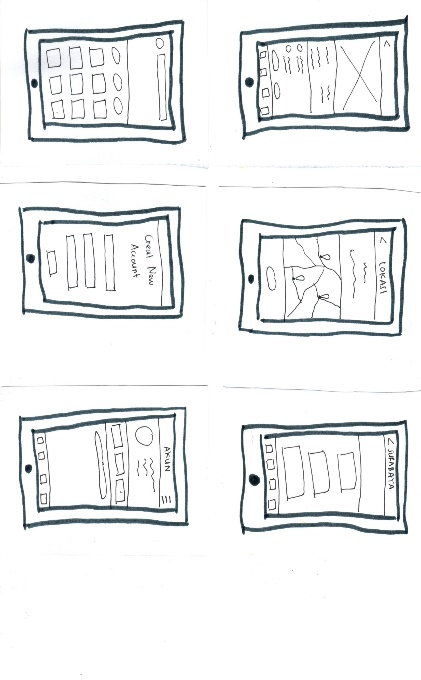 < LOKASI
< SURABAYA
Creat New
Account
AKUN